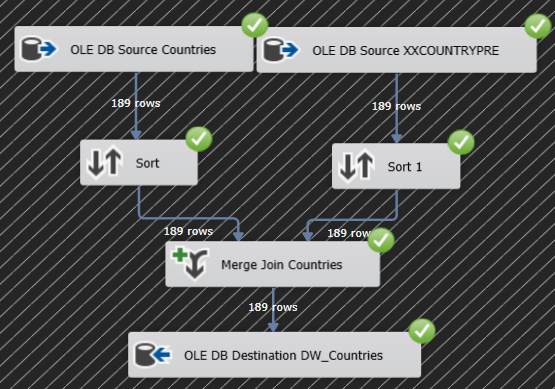 OLE DB Source Countries
OLE DB Source XXCOUNTRYPRE
189 rows
189 rows
Sort
Sort 1
189 rows
189 rows
Merge Join Countries
189 rows
OLE DB Destination DW_Countries